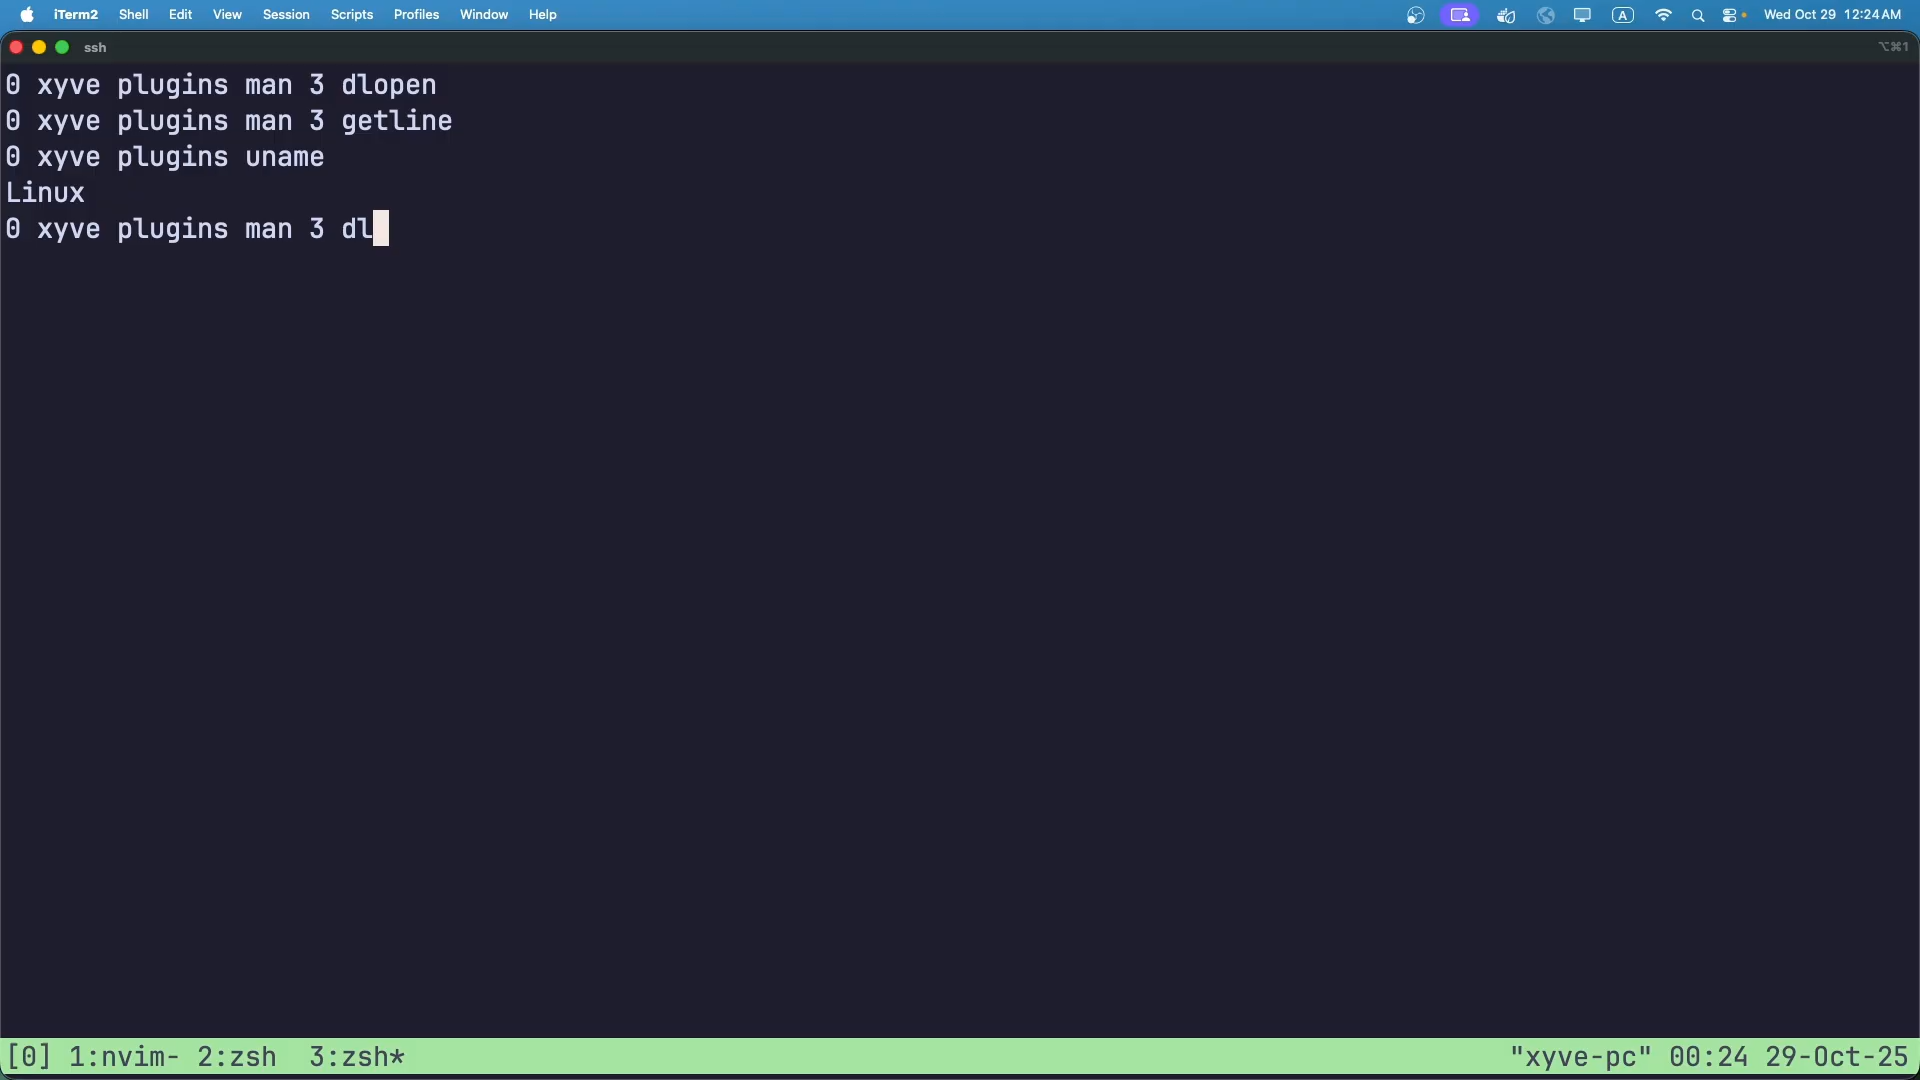 iTerm2 Shell Edit View Session Scripts Profiles Window Help A Wed Oct 29 12:24AM
ssh ⌥⌘1
0 xyve plugins man 3 dlopen
0 xyve plugins man 3 getline
0 xyve plugins uname
Linux
0 xyve plugins man 3 dl
[0] 1:nvim- 2:zsh  3:zsh* "xyve-pc" 00:24 29-Oct-25